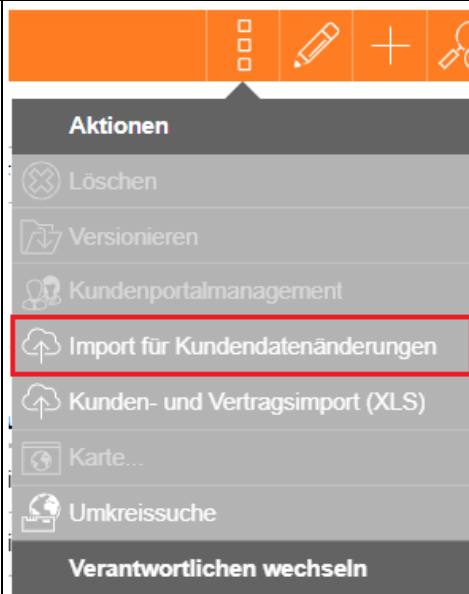 Aktionen
Löschen
Versionieren
Kundenportalmanagement
Import für Kundendatenänderungen
Kunden- und Vertragsimport (XLS)
Karte...
Umkreissuche
Verantwortlichen wechseln